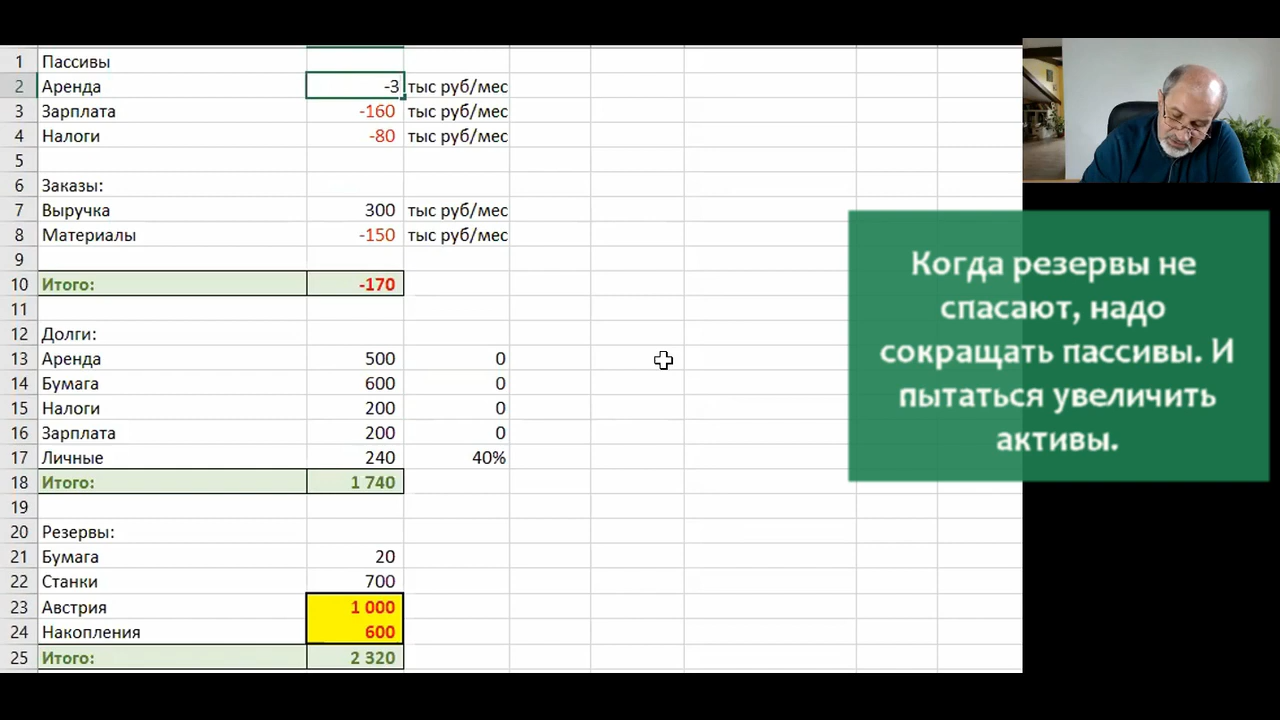 1 Пассивы
2 Аренда -3 тыс руб/мес
3 Зарплата -160 тыс руб/мес
4 Налоги -80 тыс руб/мес
5
6 Заказы:
7 Выручка 300 тыс руб/мес
8 Материалы -150 тыс руб/мес
9
10 Итого: -170
11
12 Долги:
13 Аренда 500 0
14 Бумага 600 0
15 Налоги 200 0
16 Зарплата 200 0
17 Личные 240 40%
18 Итого: 1 740
19
20 Резервы:
21 Бумага 20
22 Станки 700
23 Австрия 1 000
24 Накопления 600
25 Итого: 2 320
Когда резервы не
спасают, надо
сокращать пассивы. И
пытаться увеличить
активы.